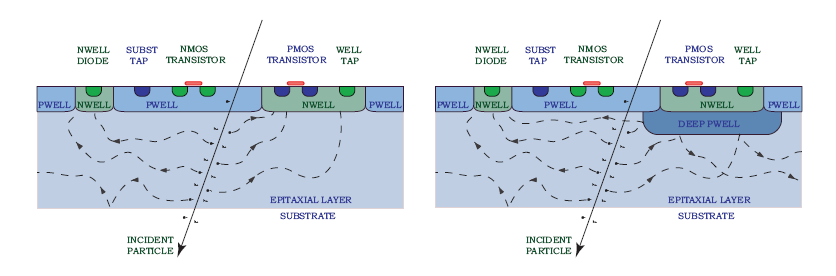 NWELL
DIODE
SUBST
TAP
NMOS
TRANSISTOR
PMOS
TRANSISTOR
WELL
TAP
PWELL
NWELL
PWELL
NWELL
PWELL
EPITAXIAL LAYER
SUBSTRATE
INCIDENT
PARTICLE
NWELL
DIODE
SUBST
TAP
NMOS
TRANSISTOR
PMOS
TRANSISTOR
WELL
TAP
PWELL
NWELL
PWELL
NWELL
PWELL
DEEP PWELL
EPITAXIAL LAYER
SUBSTRATE
INCIDENT
PARTICLE